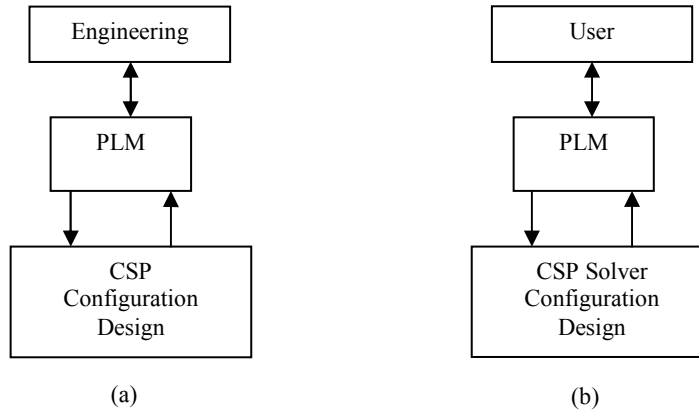 Engineering
PLM
CSP
Configuration
Design
(a)
User
PLM
CSP Solver
Configuration
Design
(b)